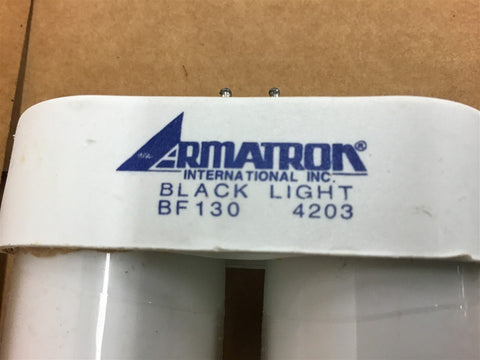 ARMATRON®
INTERNATIONAL INC.
BLACK LIGHT
BF130 4203